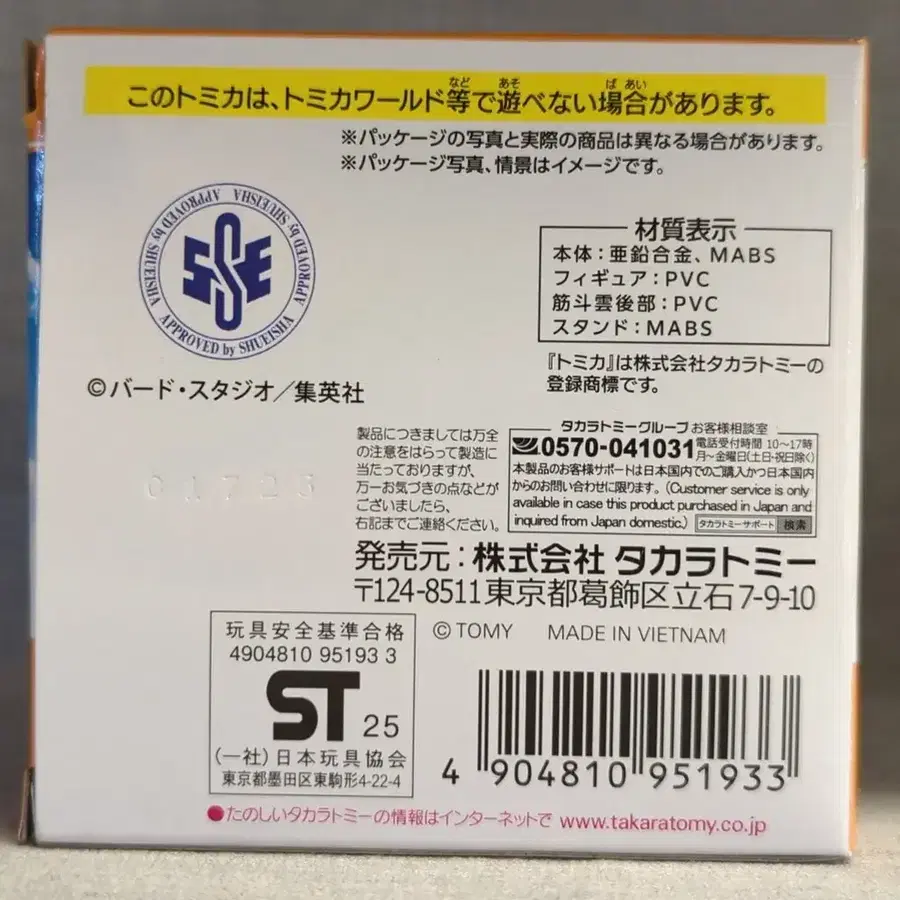 このトミカは、トミカワールド等で遊べない場合があります。
など あそ ば あい
※パッケージの写真と実際の商品は異なる場合があります。
※パッケージ写真、情景はイメージです。
APPROVED by SHUEISHA APPROVED by SHUEISHA APPROVED by SHUEISHA
SSE
©バード・スタジオ／集英社
材質表示
本体：亜鉛合金、MABS
フィギュア：PVC
筋斗雲後部：PVC
スタンド：MABS
『トミカ』は株式会社タカラトミーの
登録商標です。
製品につきましては万全
の注意をはらって製造に
当たっておりますが、
万一お気づきの点などが
ございましたら、
右記までご連絡ください。
タカラトミーグループ お客様相談室
0570-041031 電話受付時間 10～17時
月～金曜日(土日・祝日除く)
本製品のお客様サポートは日本国内でのご購入かつ日本国内
からのお問い合わせに限ります。(Customer service is only
available in case this product purchased in Japan and
inquired from Japan domestic.) タカラトミーサポート 検索
発売元：株式会社 タカラトミー
〒124-8511東京都葛飾区立石7-9-10
© TOMY MADE IN VIETNAM
玩具安全基準合格
4904810 95193 3
ST 25
(一社)日本玩具協会
東京都墨田区東駒形4-22-4
4 904810 951933
●たのしいタカラトミーの情報はインターネットで www.takaratomy.co.jp